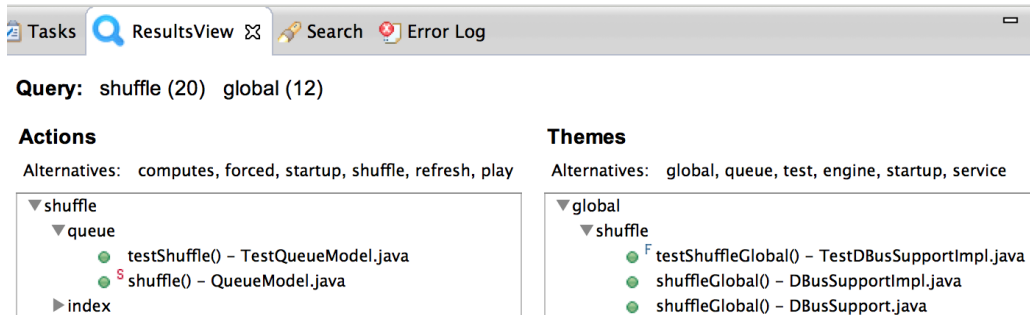 Tasks ResultsView Search Error Log
Query: shuffle (20) global (12)
Actions Themes
Alternatives: computes, forced, startup, shuffle, refresh, play Alternatives: global, queue, test, engine, startup, service
shuffle global
queue shuffle
testShuffle() – TestQueueModel.java F testShuffleGlobal() – TestDBusSupportImpl.java
S shuffle() – QueueModel.java shuffleGlobal() – DBusSupportImpl.java
index shuffleGlobal() – DBusSupport.java